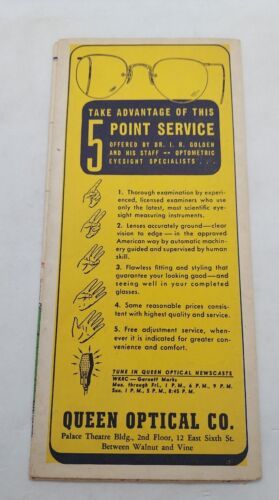 TAKE ADVANTAGE OF THIS
5 POINT SERVICE
OFFERED BY DR. I. R. GOLDEN
AND HIS STAFF -- OPTOMETRIC
EYESIGHT SPECIALISTS . . .
1. Thorough examination by experi-
enced, licensed examiners who use
only the latest, most scientific eye-
sight measuring instruments.
2. Lenses accurately ground — clear
vision to edge — in the approved
American way by automatic machin-
ery guided and supervised by human
skill.
3. Flawless fitting and styling that
guarantee your looking good — and
seeing well in your completed
glasses.
4. Some reasonable prices consis-
tent with highest quality and service.
5. Free adjustment service, when-
ever it is indicated for greater con-
venience and comfort.
TUNE IN QUEEN OPTICAL NEWSCASTS
WKRC — Garnett Marks
Mon. through Fri., 1 P.M., 6 P.M., 9 P.M.
Sun. 1 P.M., 5 P.M., 8:45 P.M.
QUEEN OPTICAL CO.
Palace Theatre Bldg., 2nd Floor, 12 East Sixth St.
Between Walnut and Vine